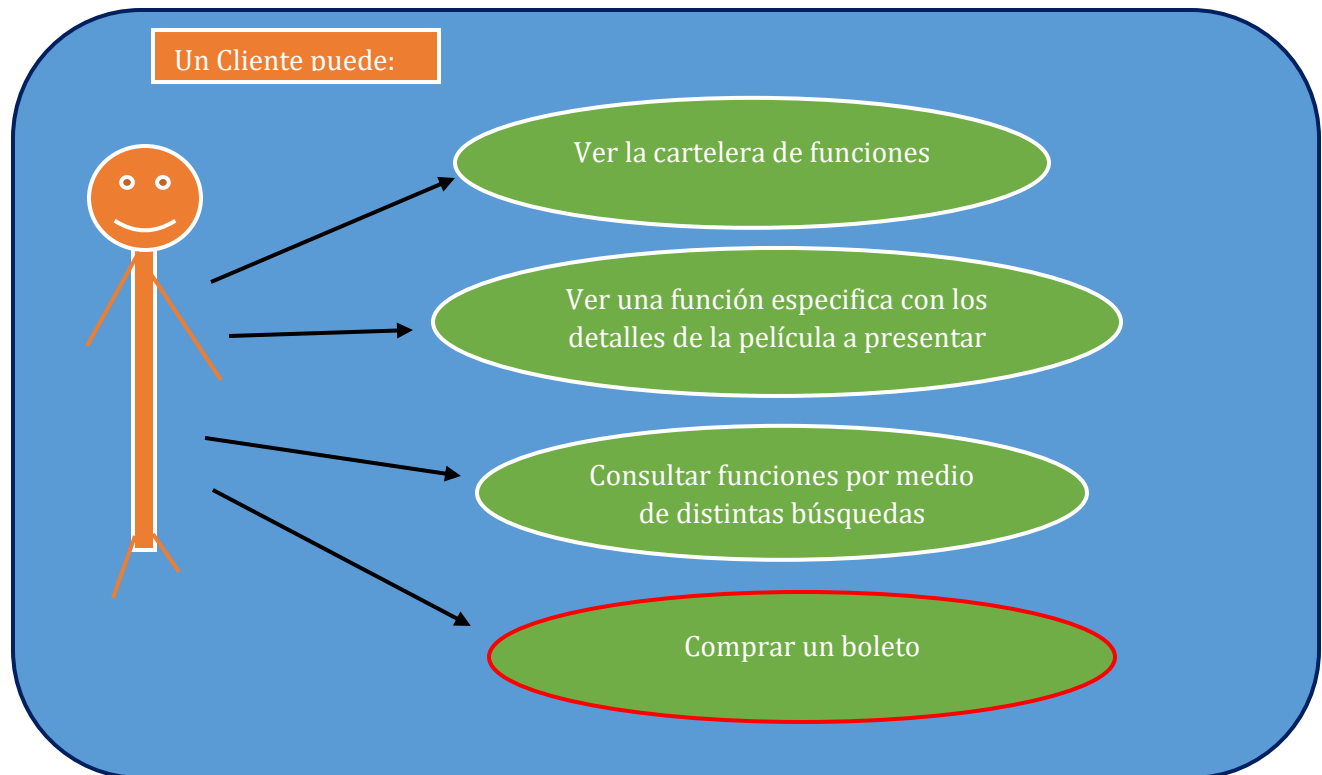 Un Cliente puede:
Ver la cartelera de funciones
Ver una función especifica con los
detalles de la película a presentar
Consultar funciones por medio
de distintas búsquedas
Comprar un boleto